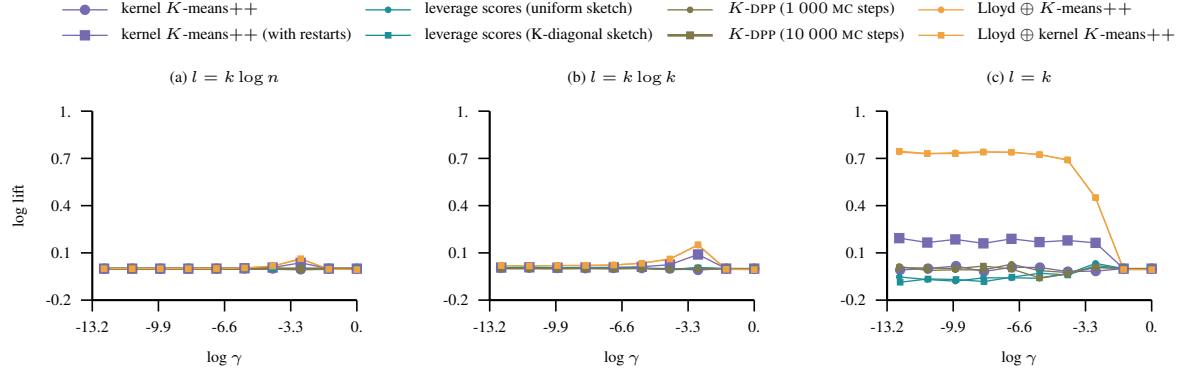 kernel K-means++
leverage scores (uniform sketch)
K-DPP (1 000 MC steps)
Lloyd ⊕ K-means++
kernel K-means++ (with restarts)
leverage scores (K-diagonal sketch)
K-DPP (10 000 MC steps)
Lloyd ⊕ kernel K-means++
(a) l = k log n
(b) l = k log k
(c) l = k
log lift
1.
0.7
0.4
0.1
-0.2
-13.2 -9.9 -6.6 -3.3 0.
log γ
1.
0.7
0.4
0.1
-0.2
-13.2 -9.9 -6.6 -3.3 0.
log γ
1.
0.7
0.4
0.1
-0.2
-13.2 -9.9 -6.6 -3.3 0.
log γ